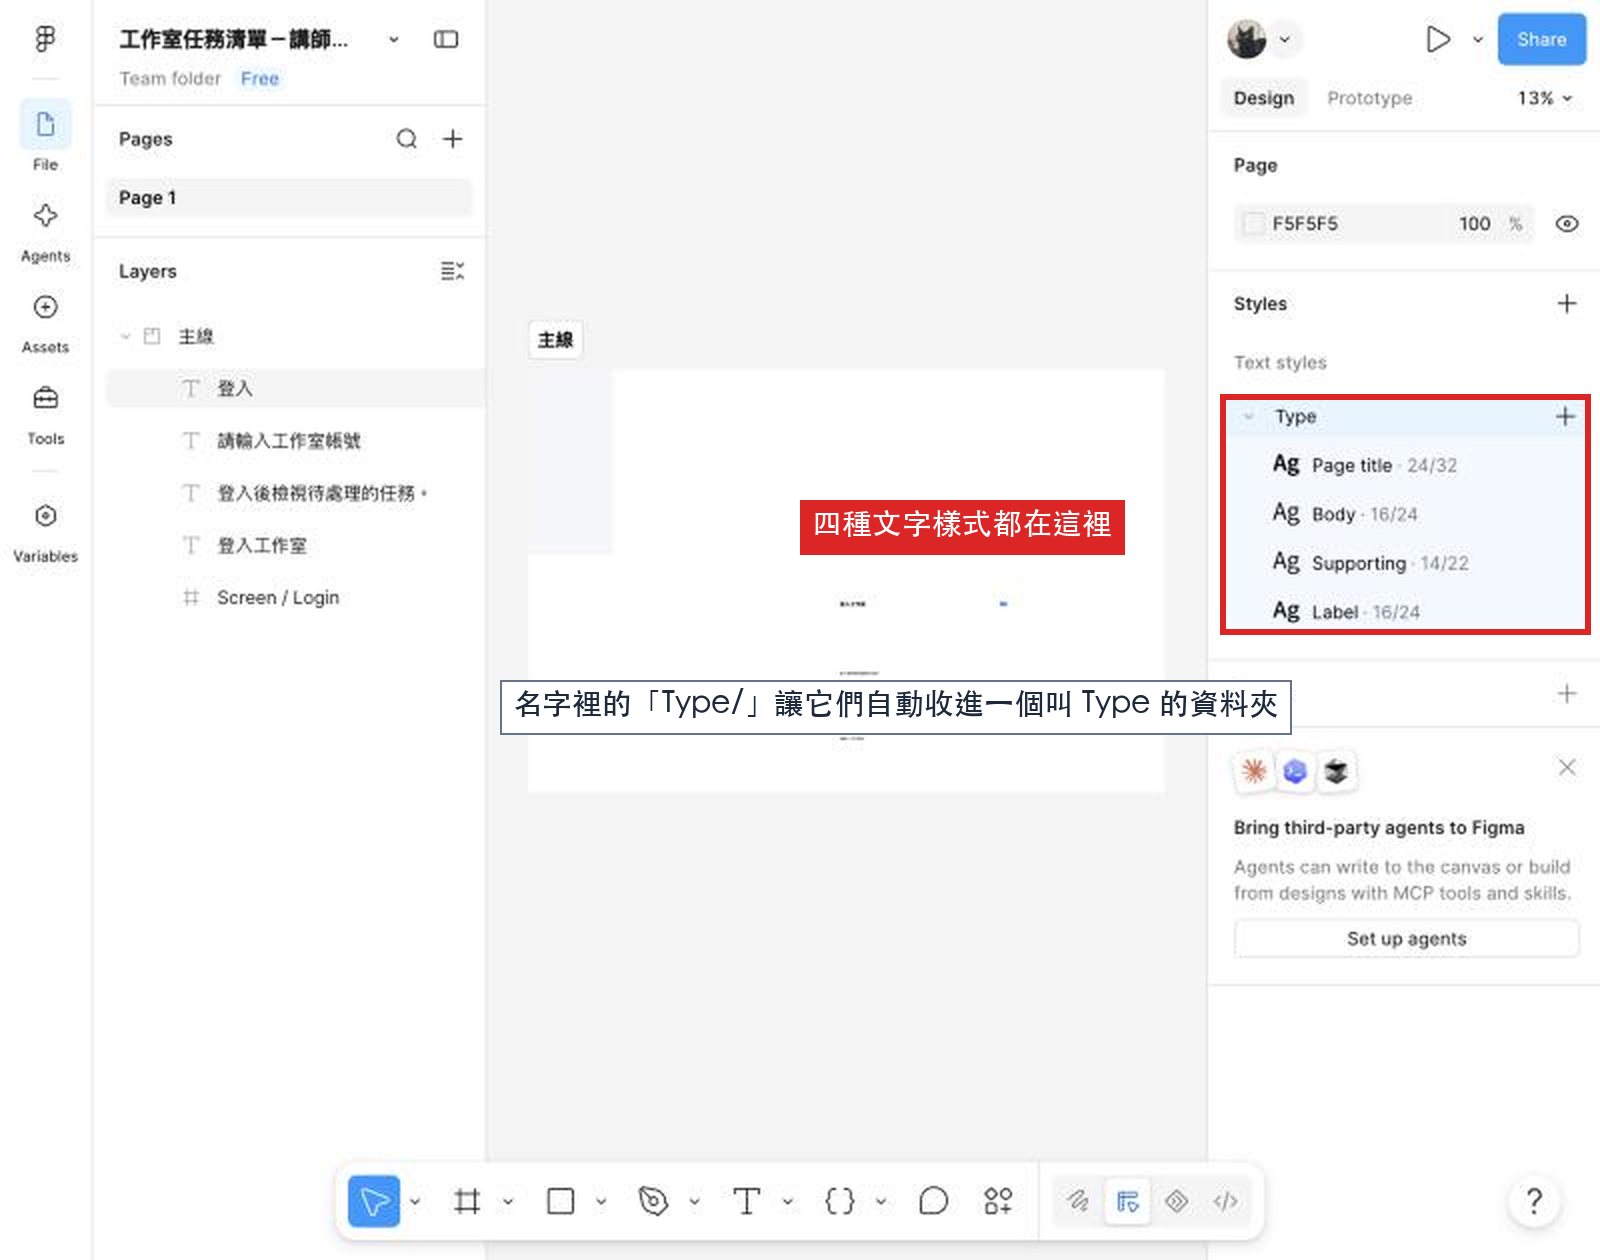 工作室任務清單－講師...
Team folder Free
File
Agents
Assets
Tools
Variables
Pages
Page 1
Layers
主線
登入
請輸入工作室帳號
登入後檢視待處理的任務。
登入工作室
Screen / Login
主線
四種文字樣式都在這裡
名字裡的「Type/」讓它們自動收進一個叫 Type 的資料夾
Share
Design Prototype 13%
Page
F5F5F5 100 %
Styles
Text styles
Type
Ag Page title · 24/32
Ag Body · 16/24
Ag Supporting · 14/22
Ag Label · 16/24
Bring third-party agents to Figma
Agents can write to the canvas or build
from designs with MCP tools and skills.
Set up agents
?